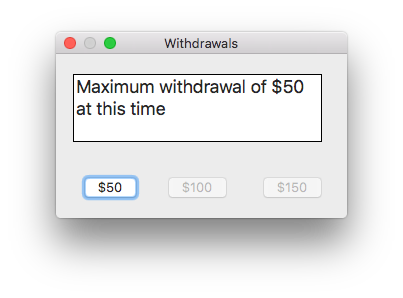 Withdrawals
Maximum withdrawal of $50
at this time
$50
$100
$150